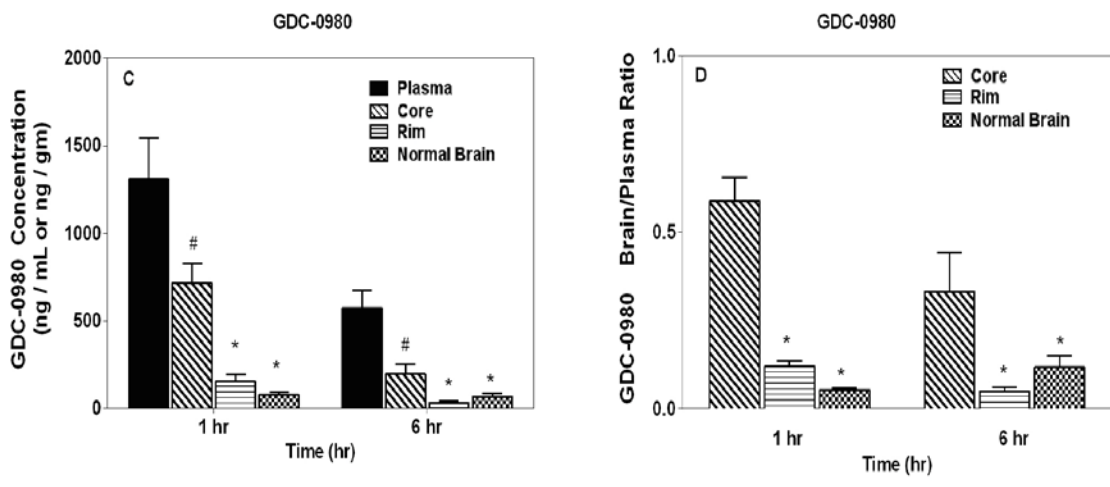 GDC-0980
C
GDC-0980 Concentration
(ng / mL or ng / gm)
2000
1500
1000
500
0
Plasma
Core
Rim
Normal Brain
#
*
*
#
*
*
1 hr
6 hr
Time (hr)
GDC-0980
D
GDC-0980 Brain/Plasma Ratio
1.0
0.5
0.0
Core
Rim
Normal Brain
*
*
*
*
1 hr
6 hr
Time (hr)